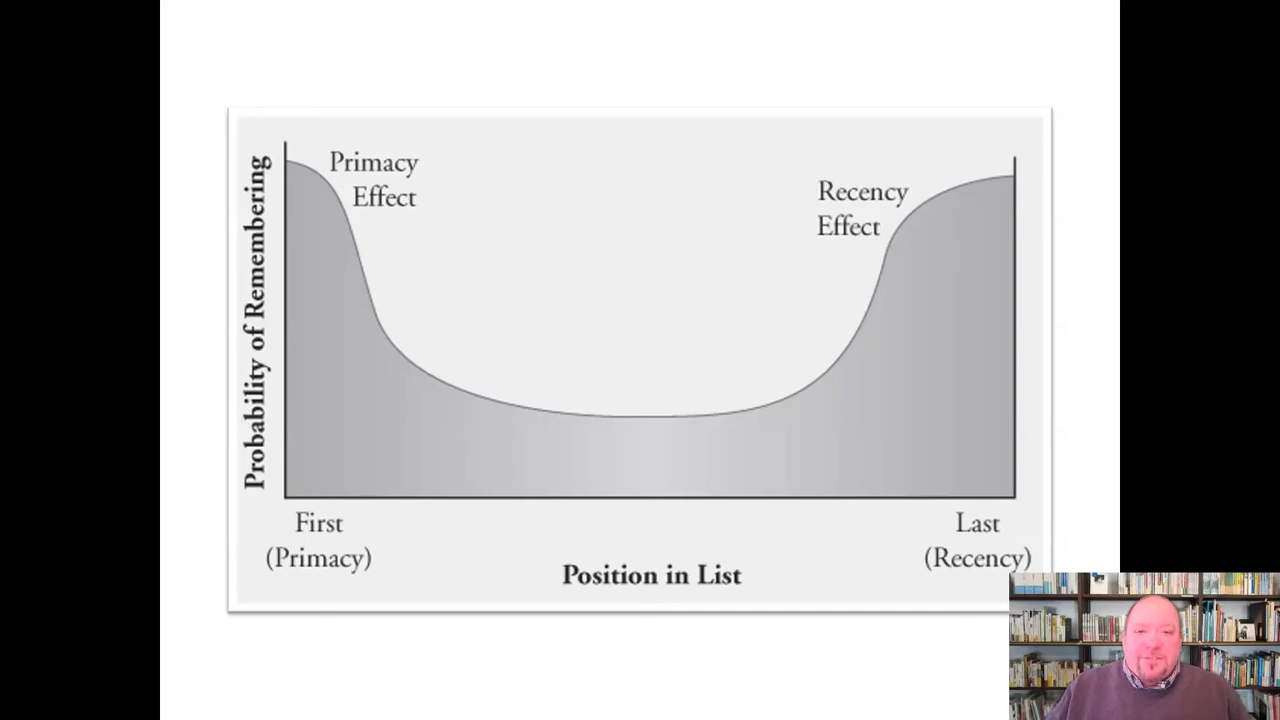 Primacy
Effect
Recency
Effect
Probability of Remembering
First
(Primacy)
Last
(Recency)
Position in List